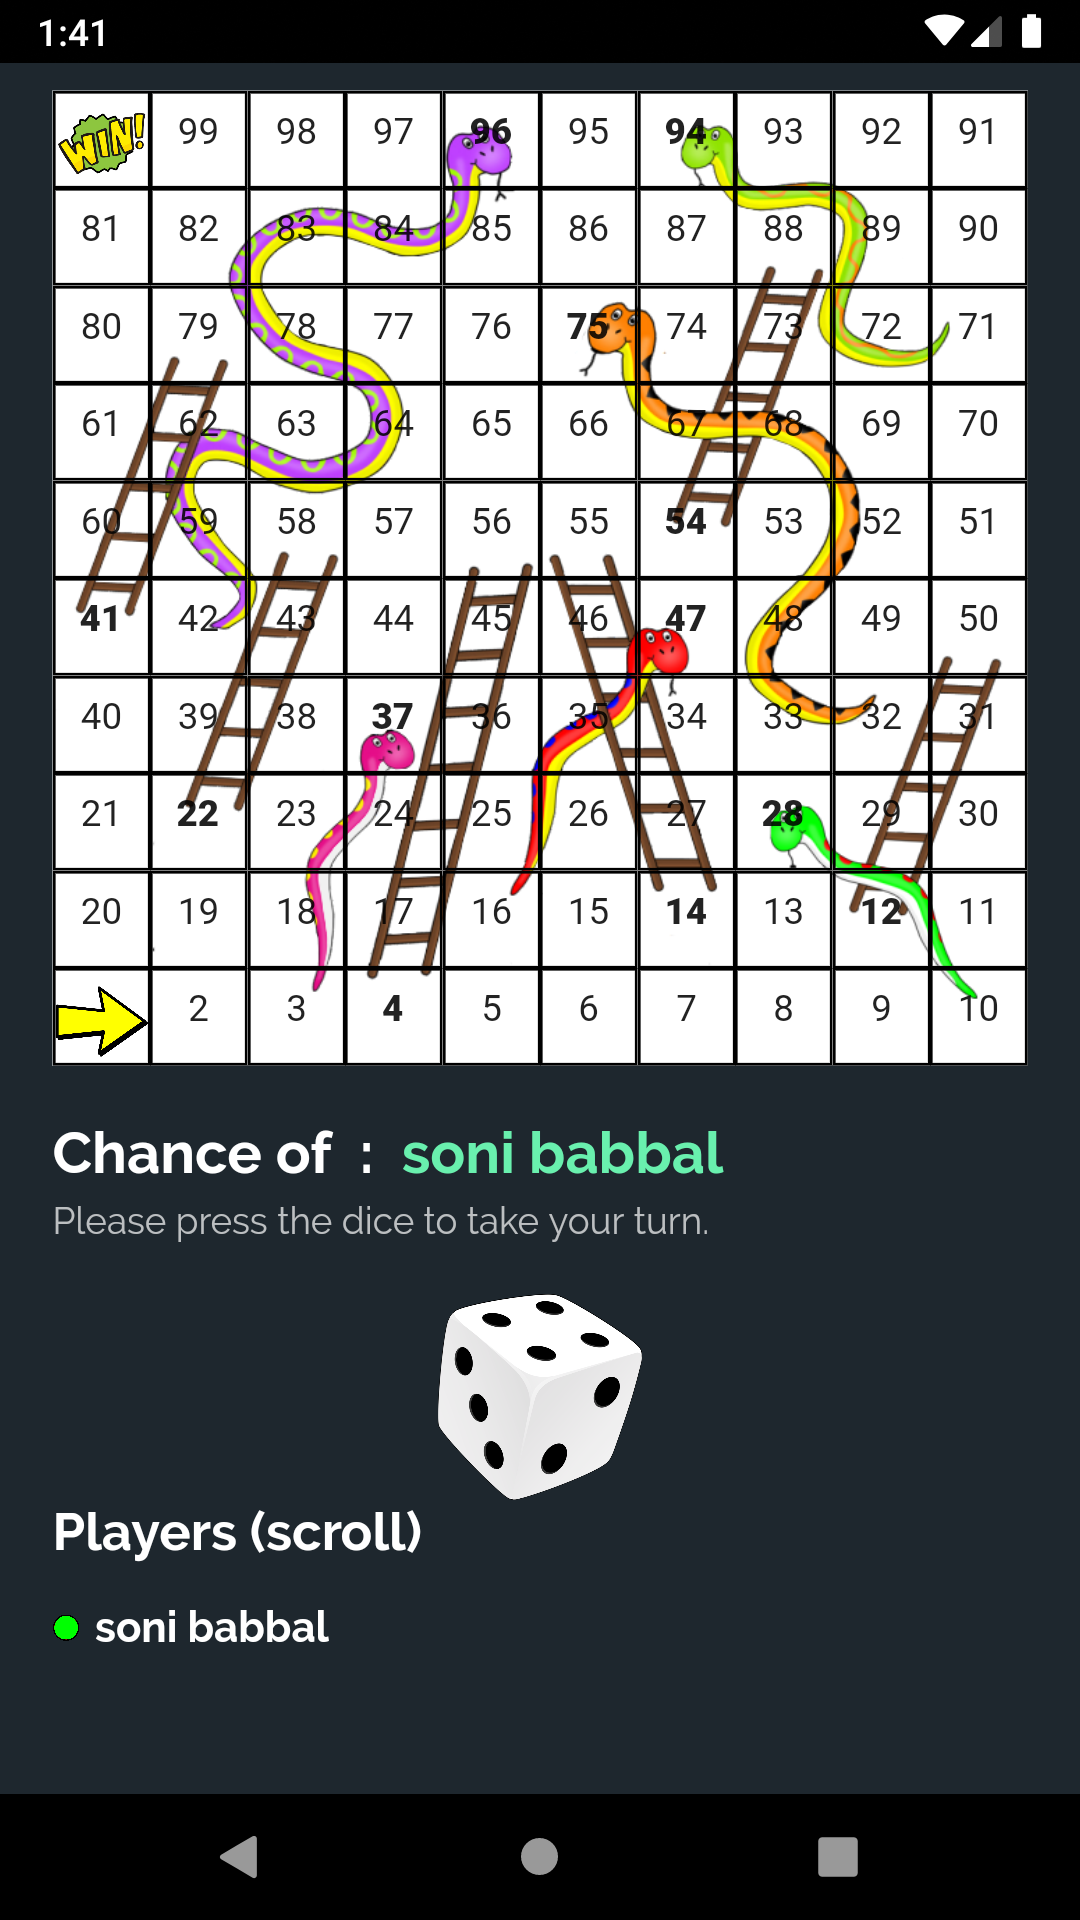 1:41
WIN! 99 98 97 96 95 94 93 92 91
81 82 83 84 85 86 87 88 89 90
80 79 78 77 76 75 74 73 72 71
61 62 63 64 65 66 67 68 69 70
60 59 58 57 56 55 54 53 52 51
41 42 43 44 45 46 47 48 49 50
40 39 38 37 36 35 34 33 32 31
21 22 23 24 25 26 27 28 29 30
20 19 18 17 16 15 14 13 12 11
2 3 4 5 6 7 8 9 10
Chance of : soni babbal
Please press the dice to take your turn.
Players (scroll)
soni babbal